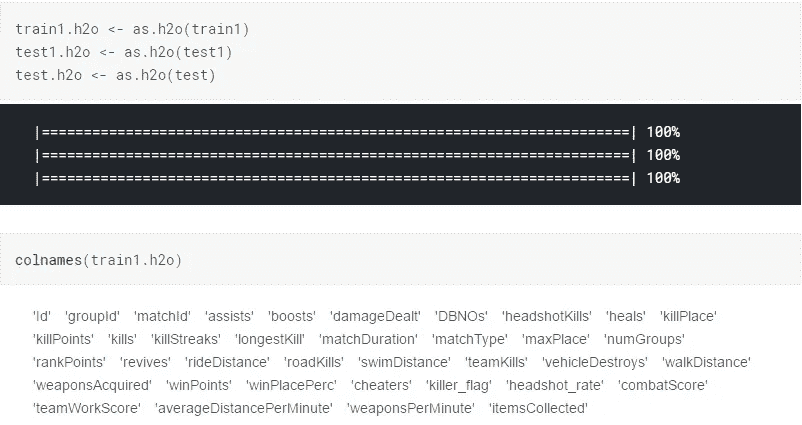 train1.h2o <- as.h2o(train1)
test1.h2o <- as.h2o(test1)
test.h2o <- as.h2o(test)
|======================================================================| 100%
|======================================================================| 100%
|======================================================================| 100%
colnames(train1.h2o)
'Id' 'groupId' 'matchId' 'assists' 'boosts' 'damageDealt' 'DBNOs' 'headshotKills' 'heals' 'killPlace'
'killPoints' 'kills' 'killStreaks' 'longestKill' 'matchDuration' 'matchType' 'maxPlace' 'numGroups'
'rankPoints' 'revives' 'rideDistance' 'roadKills' 'swimDistance' 'teamKills' 'vehicleDestroys' 'walkDistance'
'weaponsAcquired' 'winPoints' 'winPlacePerc' 'cheaters' 'killer_flag' 'headshot_rate' 'combatScore'
'teamWorkScore' 'averageDistancePerMinute' 'weaponsPerMinute' 'itemsCollected'